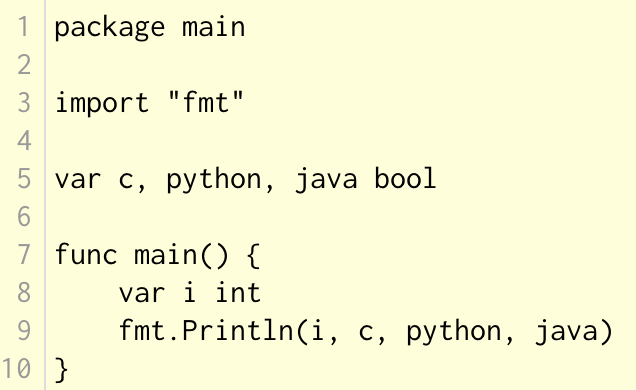 1 package main
2
3 import "fmt"
4
5 var c, python, java bool
6
7 func main() {
8     var i int
9     fmt.Println(i, c, python, java)
10 }